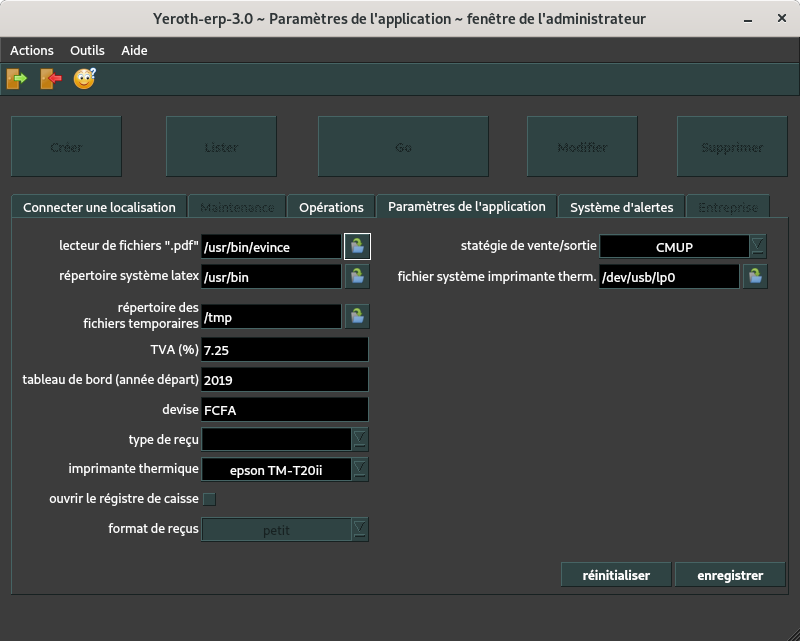 Yeroth-erp-3.0 ~ Paramètres de l'application ~ fenêtre de l'administrateur
Actions Outils Aide
Créer Lister Go Modifier Supprimer
Connecter une localisation Maintenance Opérations Paramètres de l'application Système d'alertes Entreprise
lecteur de fichiers ".pdf" /usr/bin/evince statégie de vente/sortie CMUP
répertoire système latex /usr/bin fichier système imprimante therm. /dev/usb/lp0
répertoire des
fichiers temporaires /tmp
TVA (%) 7.25
tableau de bord (année départ) 2019
devise FCFA
type de reçu
imprimante thermique epson TM-T20ii
ouvrir le régistre de caisse
format de reçus petit
réinitialiser enregistrer